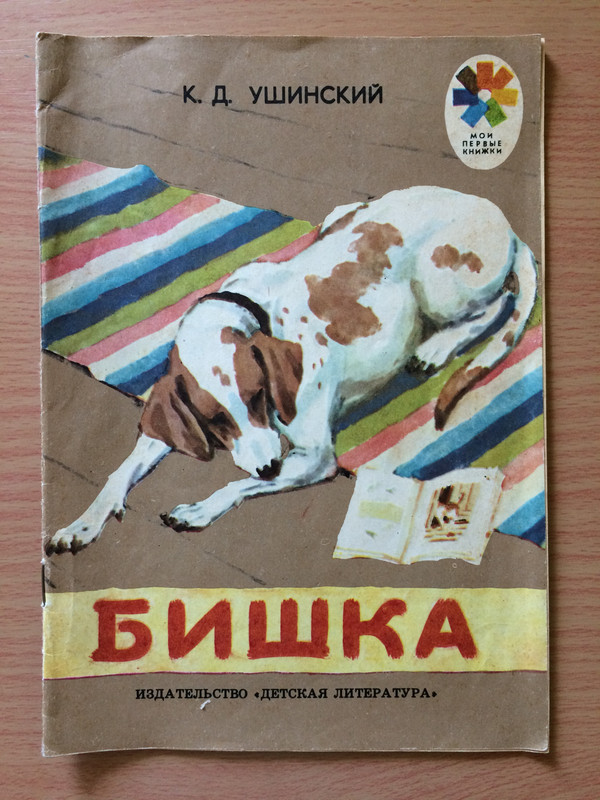 К. Д. УШИНСКИЙ
МОИ
ПЕРВЫЕ
КНИЖКИ
БИШКА
ИЗДАТЕЛЬСТВО «ДЕТСКАЯ ЛИТЕРАТУРА»